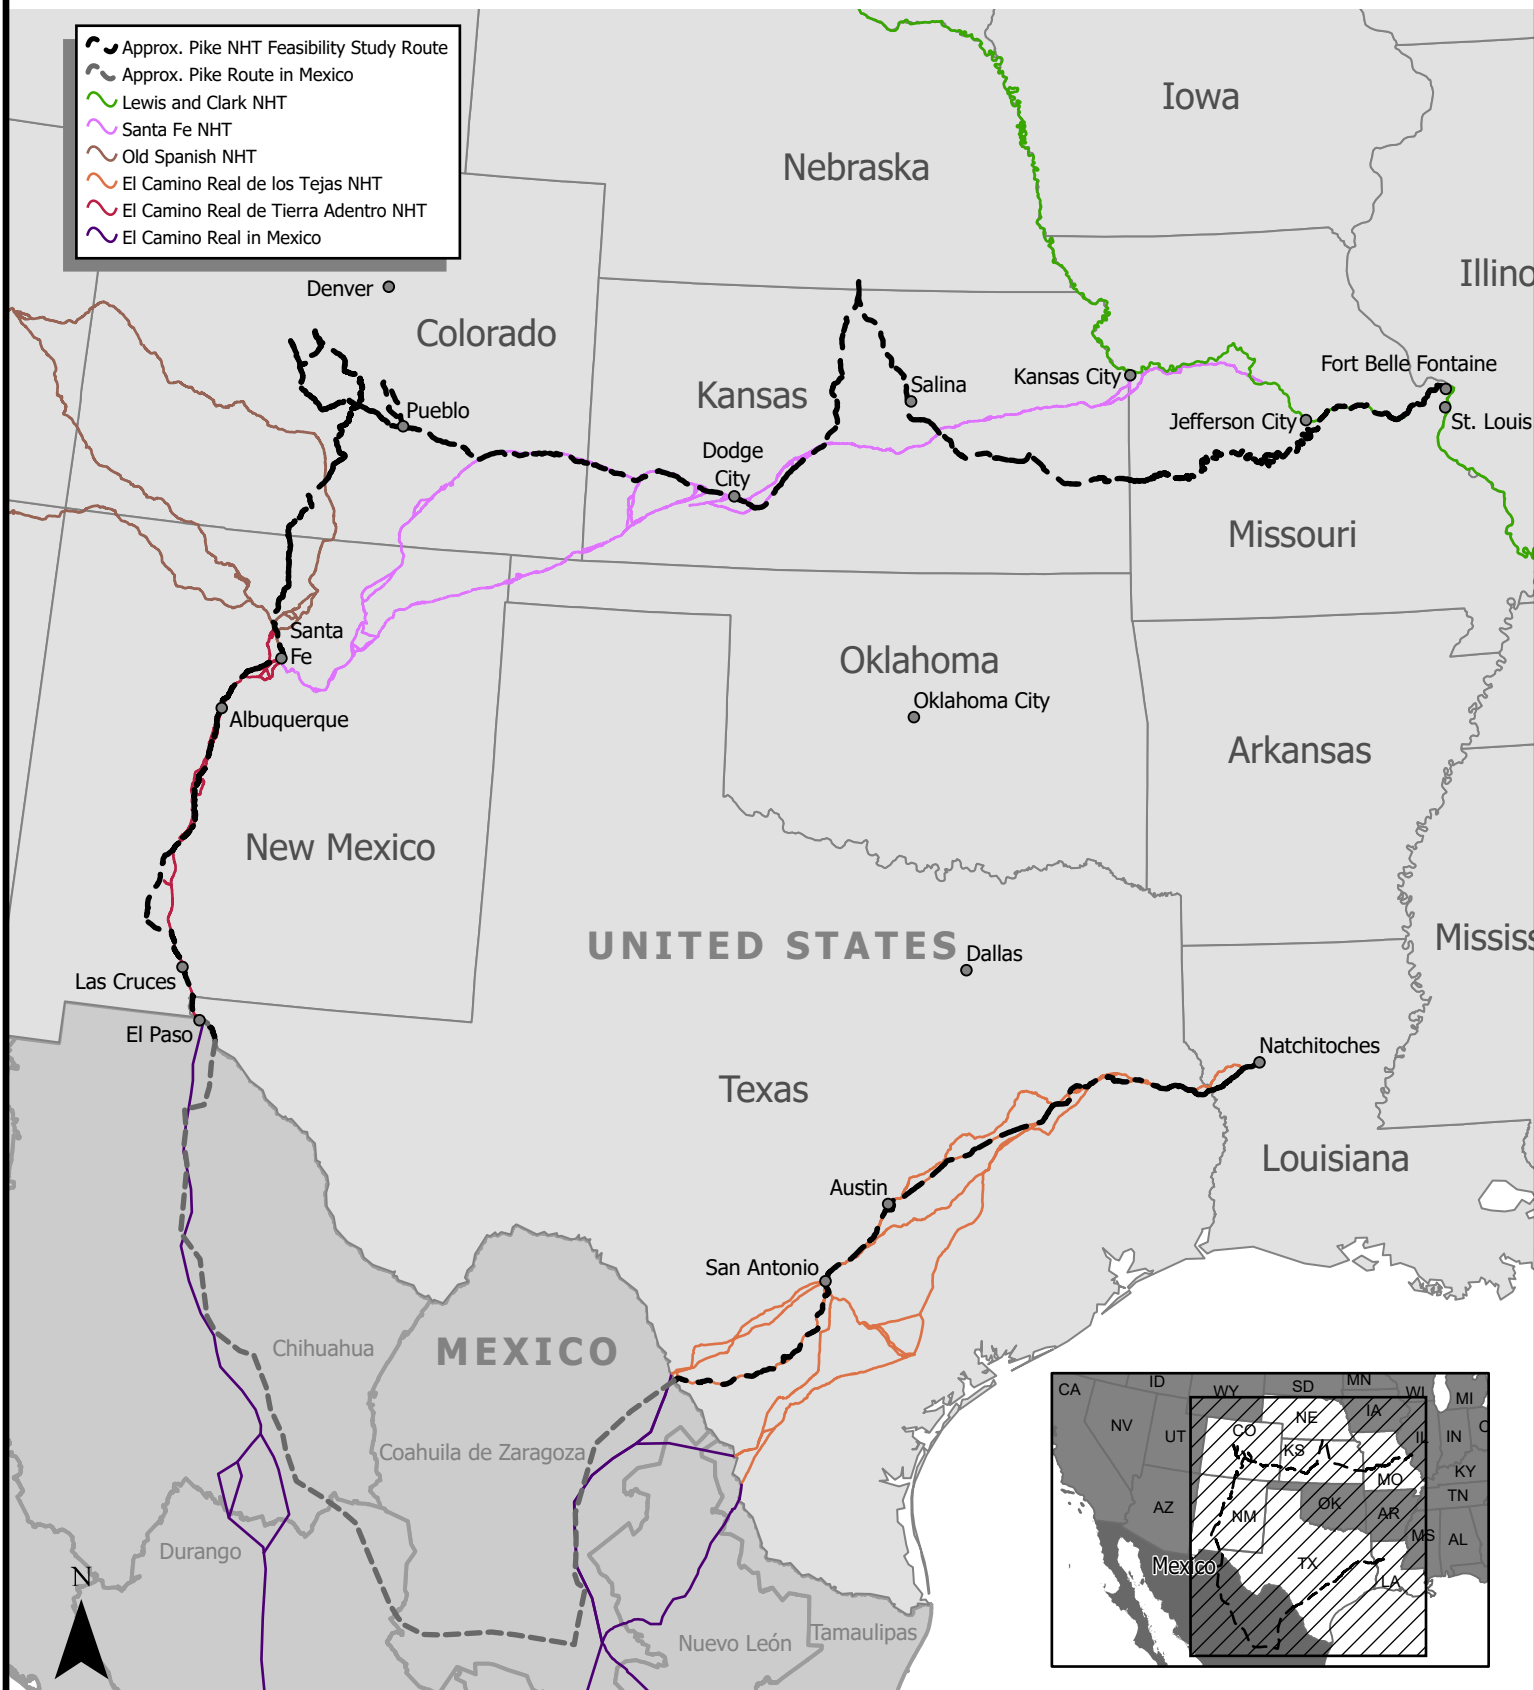 Approx. Pike NHT Feasibility Study Route
Approx. Pike Route in Mexico
Lewis and Clark NHT
Santa Fe NHT
Old Spanish NHT
El Camino Real de los Tejas NHT
El Camino Real de Tierra Adentro NHT
El Camino Real in Mexico
Iowa
Nebraska
Illino
Denver
Colorado
Kansas
Salina
Kansas City
Fort Belle Fontaine
Pueblo
Jefferson City
St. Louis
Dodge
City
Missouri
Santa
Fe
Oklahoma
Oklahoma City
Albuquerque
Arkansas
New Mexico
UNITED STATES
Dallas
Mississ
Las Cruces
El Paso
Natchitoches
Texas
Louisiana
Austin
San Antonio
Chihuahua
MEXICO
Coahuila de Zaragoza
Durango
Nuevo León
Tamaulipas
N
CA
ID
WY
SD
MN
WI
MI
NV
UT
CO
NE
IA
IL
IN
O
KS
MO
KY
AZ
NM
OK
AR
TN
MS
AL
Mexico
TX
LA